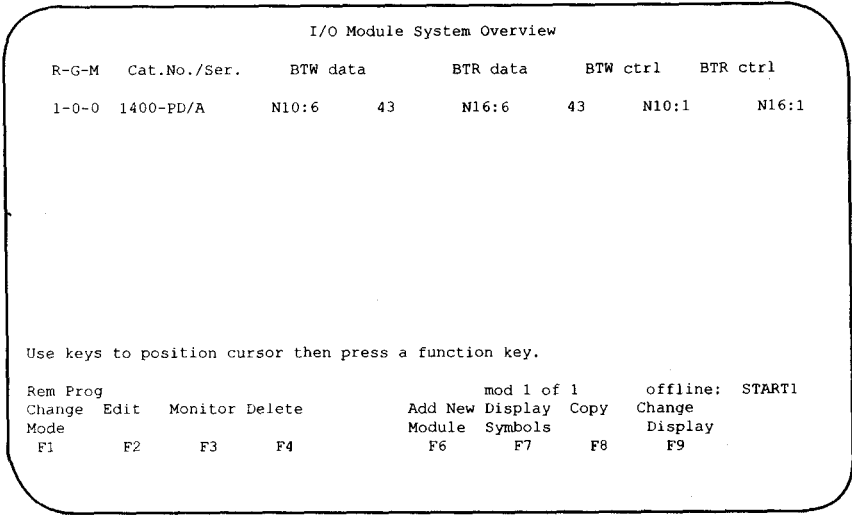 I/O Module System Overview
R-G-M Cat.No./Ser. BTW data BTR data BTW ctrl BTR ctrl
1-0-0 1400-PD/A N10:6 43 N16:6 43 N10:1 N16:1
Use keys to position cursor then press a function key.
Rem Prog mod 1 of 1 offline: START1
Change Edit Monitor Delete Add New Display Copy Change
Mode Module Symbols Display
F1 F2 F3 F4 F6 F7 F8 F9